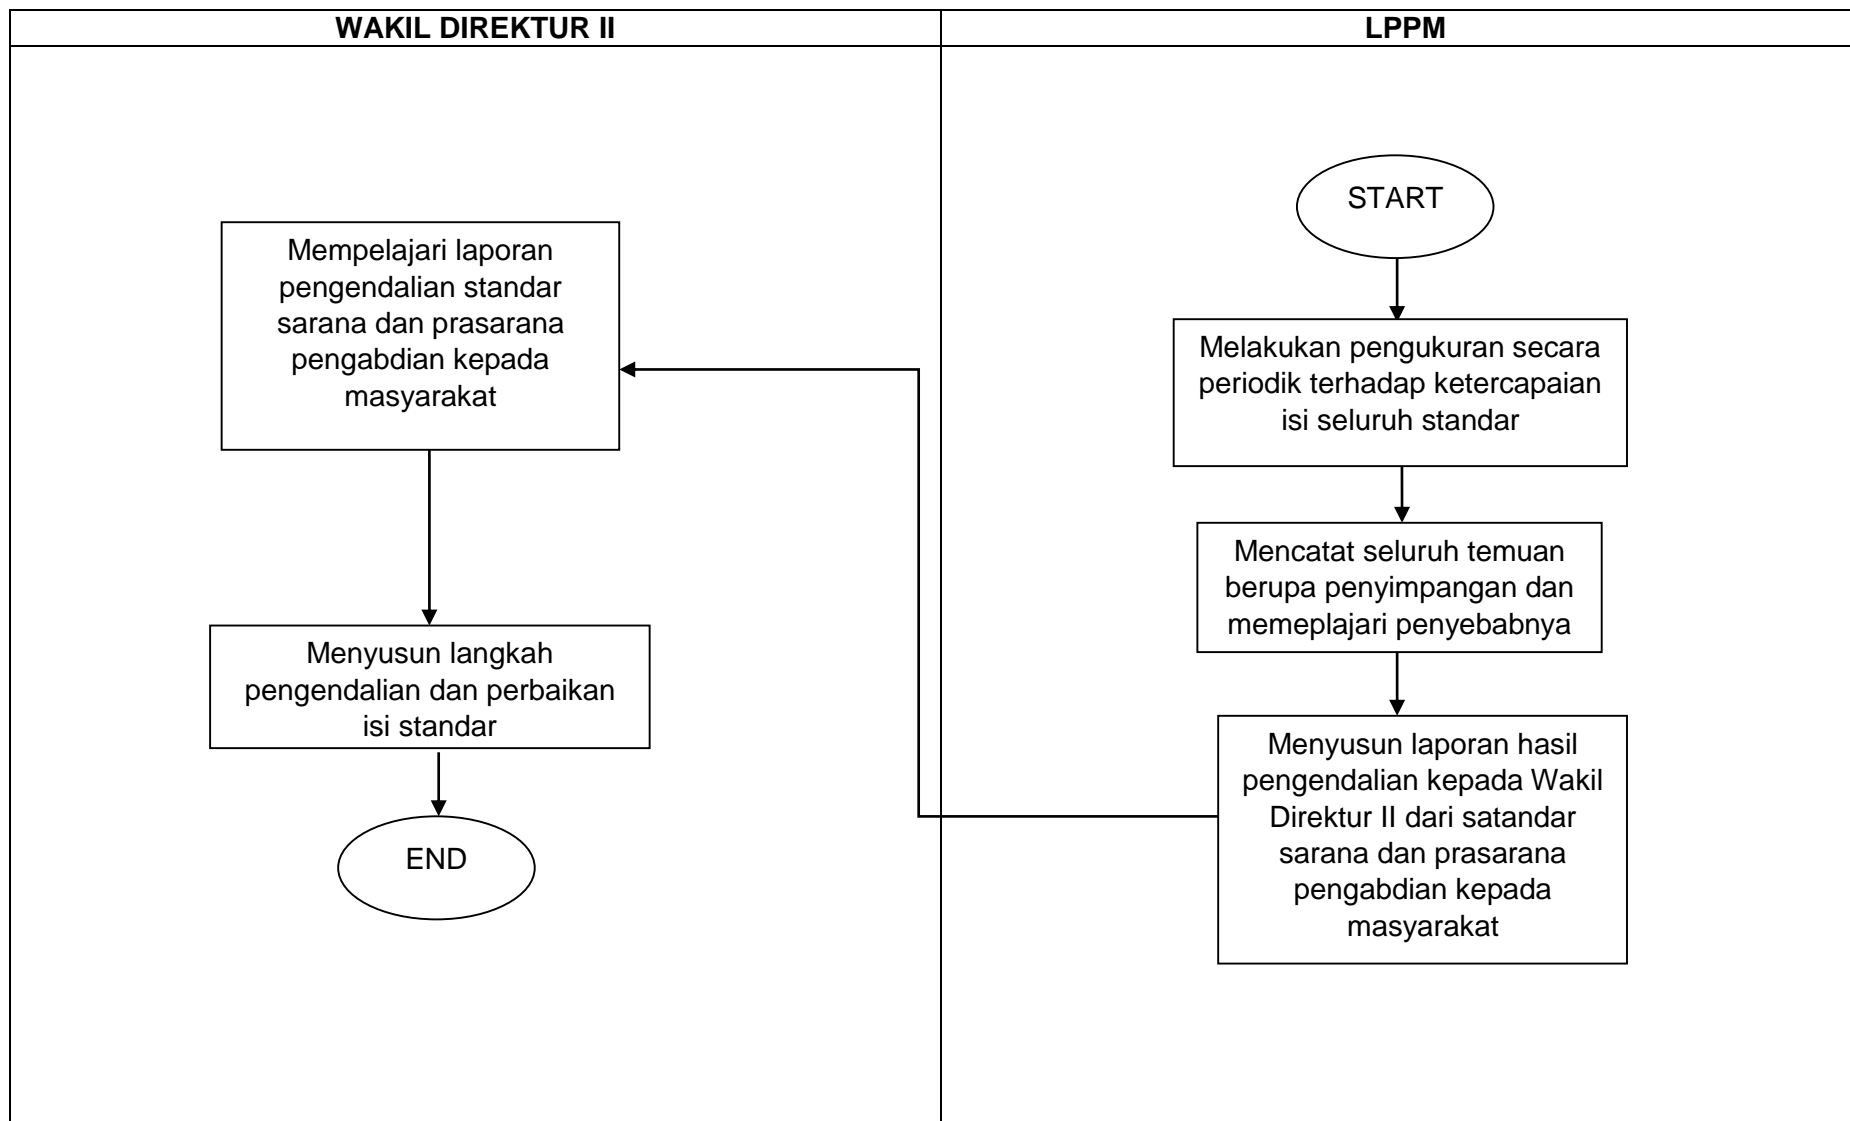 WAKIL DIREKTUR II
LPPM
START
Melakukan pengukuran secara
periodik terhadap ketercapaian
isi seluruh standar
Mencatat seluruh temuan
berupa penyimpangan dan
memeplajari penyebabnya
Menyusun laporan hasil
pengendalian kepada Wakil
Direktur II dari satandar
sarana dan prasarana
pengabdian kepada
masyarakat
Mempelajari laporan
pengendalian standar
sarana dan prasarana
pengabdian kepada
masyarakat
Menyusun langkah
pengendalian dan perbaikan
isi standar
END